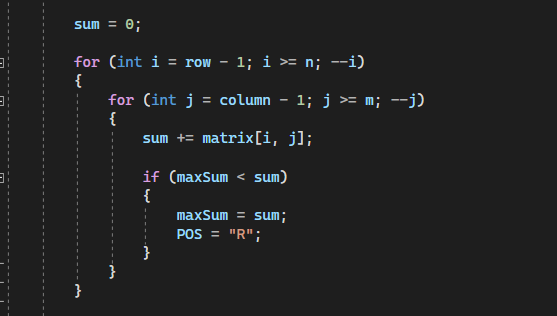 sum = 0;
for (int i = row - 1; i >= n; --i)
{
for (int j = column - 1; j >= m; --j)
{
sum += matrix[i, j];
if (maxSum < sum)
{
maxSum = sum;
POS = "R";
}
}
}